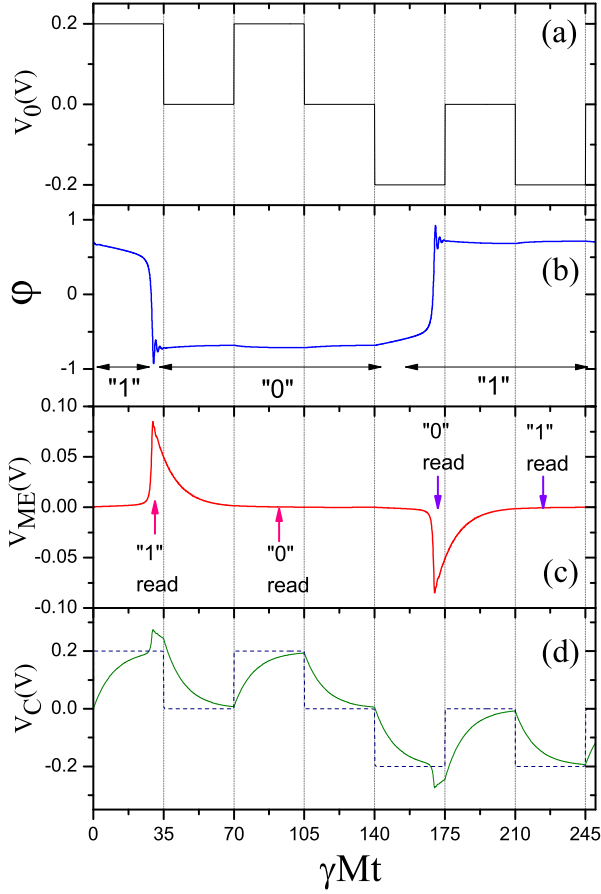 (a)
V0(V)
0.2
0.0
-0.2
(b)
φ
1
0
-1
"1"
"0"
"1"
(c)
VME(V)
0.10
0.05
0.00
-0.05
-0.10
"1"
read
"0"
read
"0"
read
"1"
read
(d)
VC(V)
0.2
0.0
-0.2
0 35 70 105 140 175 210 245
γMt